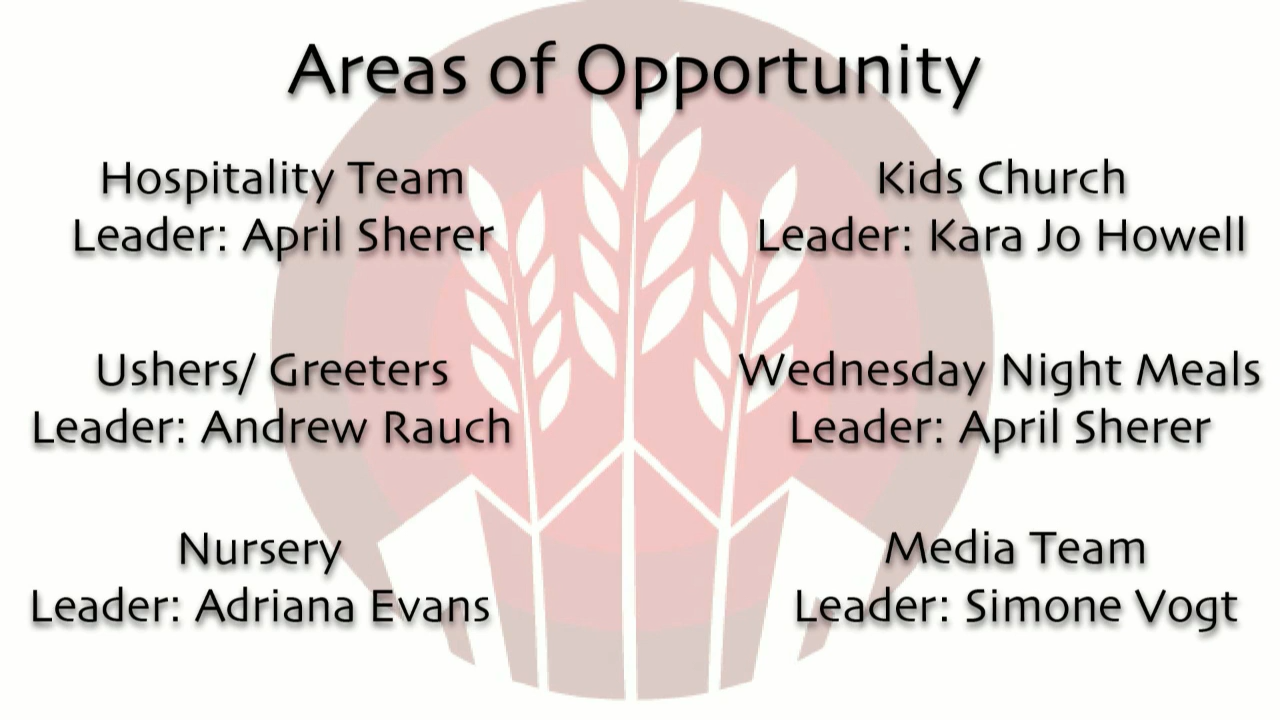 Areas of Opportunity
Hospitality Team
Leader: April Sherer
Kids Church
Leader: Kara Jo Howell
Ushers/ Greeters
Leader: Andrew Rauch
Wednesday Night Meals
Leader: April Sherer
Nursery
Leader: Adriana Evans
Media Team
Leader: Simone Vogt